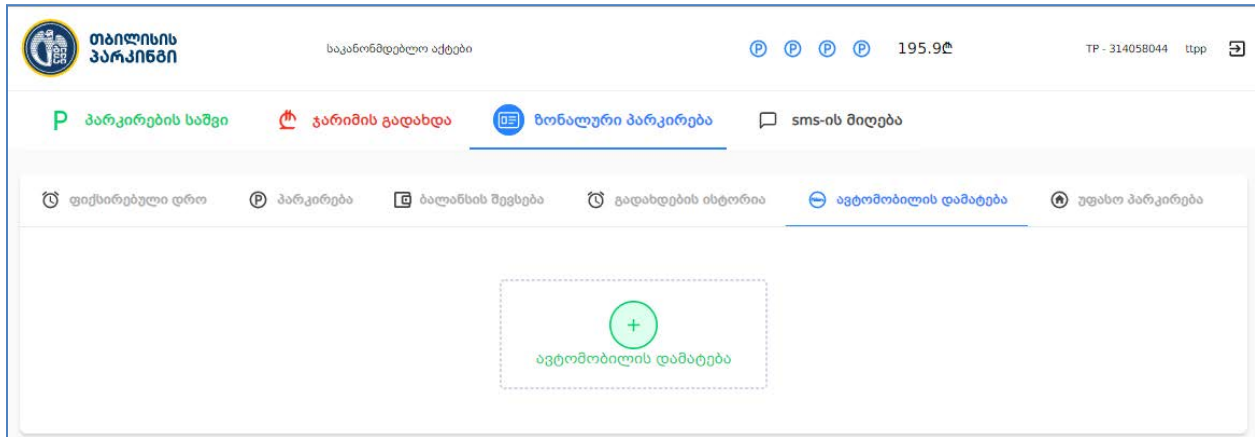 თბილისის
პარკინგი
საკანონმდებლო აქტები
P P P P 195.9₾
TP - 314058044 ttpp
P პარკირების საშვი
₾ ჯარიმის გადახდა
ზონალური პარკირება
sms-ის მიღება
ფიქსირებული დრო
P პარკირება
ბალანსის შევსება
გადახდების ისტორია
ავტომობილის დამატება
უფასო პარკირება
+
ავტომობილის დამატება